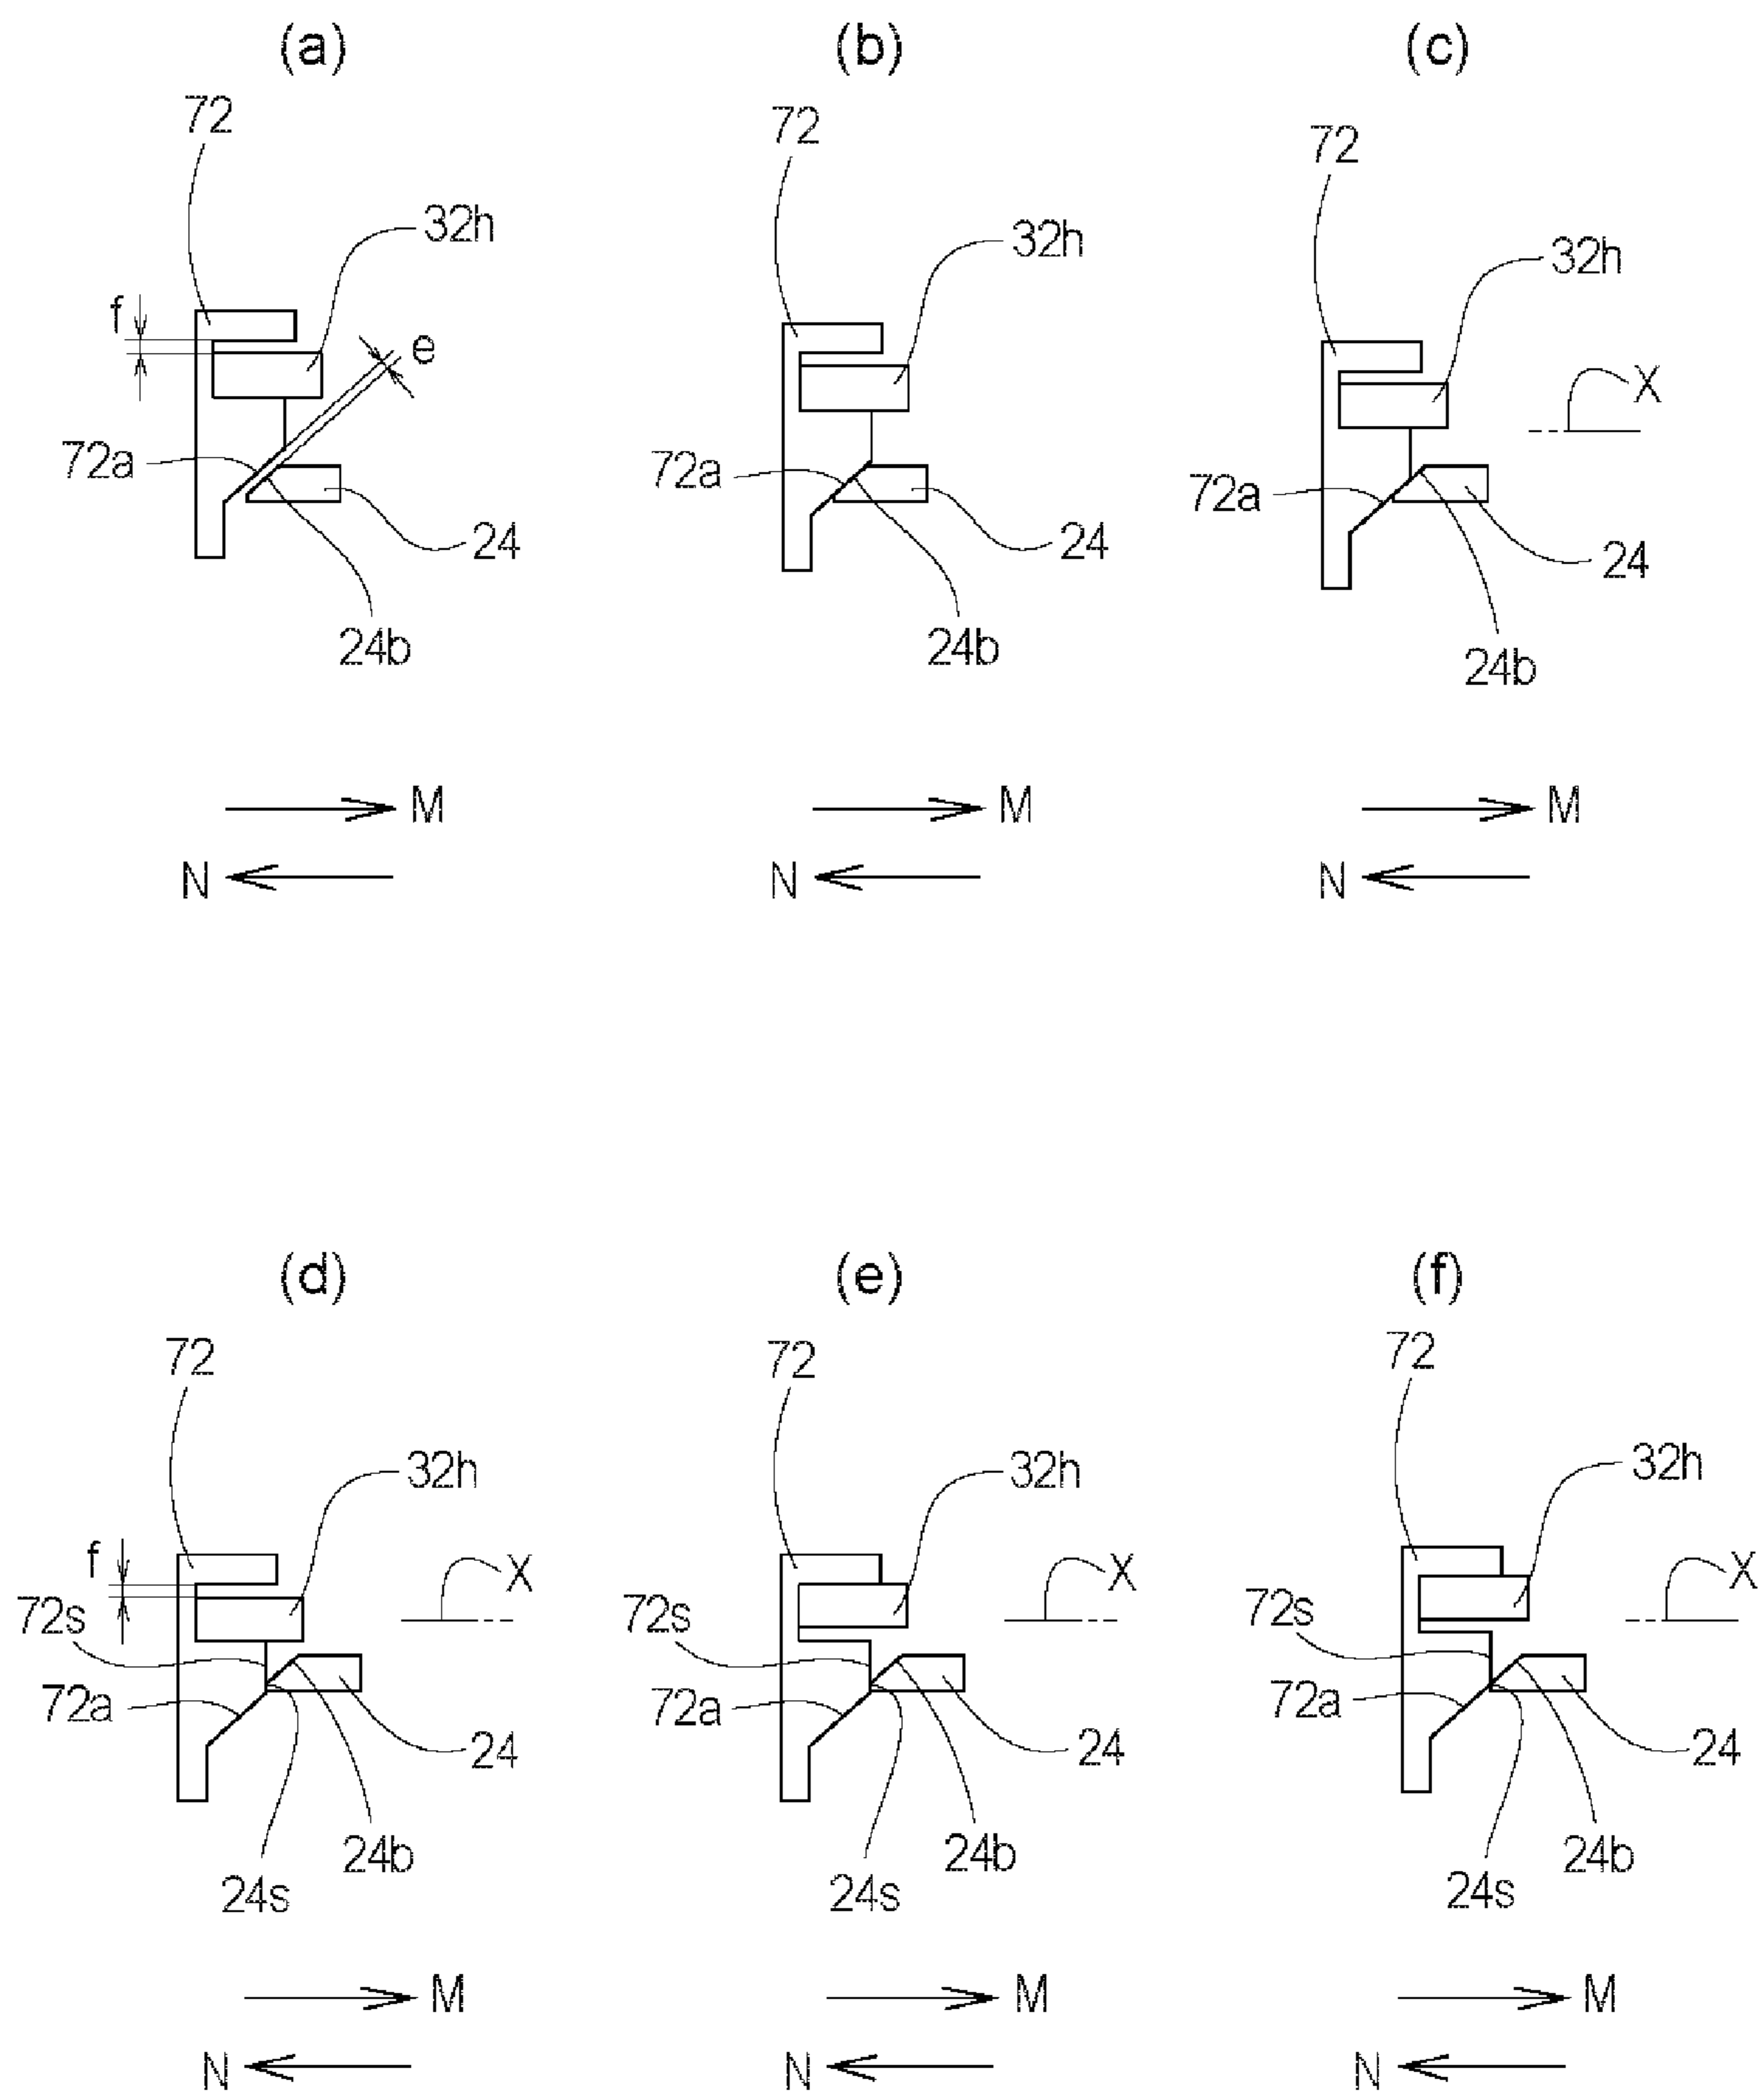 (a) (b) (c)
72 72 72
32h 32h 32h
f e
X
72a 72a 72a
24 24 24
24b 24b 24b
M M M
N N N
(d) (e) (f)
72 72 72
32h 32h 32h
f X X X
72s 72s 72s
72a 72a 72a
24 24 24
24b 24b 24b
24s 24s 24s
M M M
N N N